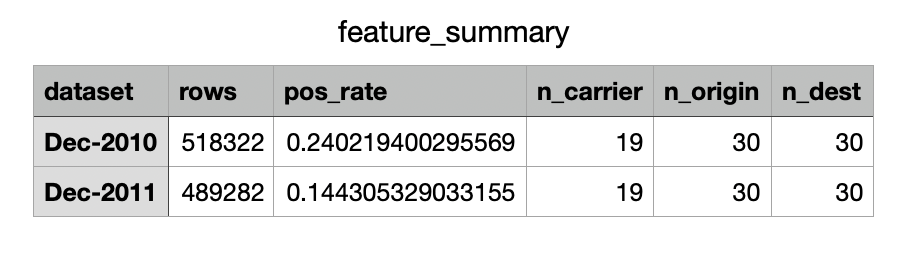 feature_summary
dataset rows pos_rate n_carrier n_origin n_dest
Dec-2010 518322 0.240219400295569 19 30 30
Dec-2011 489282 0.144305329033155 19 30 30